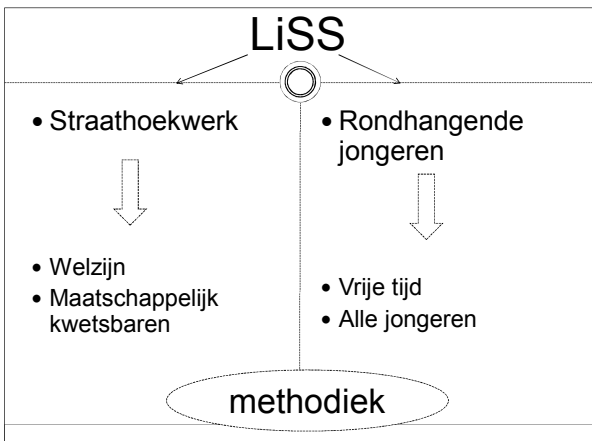 LiSS
• Straathoekwerk
• Welzijn
• Maatschappelijk
kwetsbaren
• Rondhangende
jongeren
• Vrije tijd
• Alle jongeren
methodiek